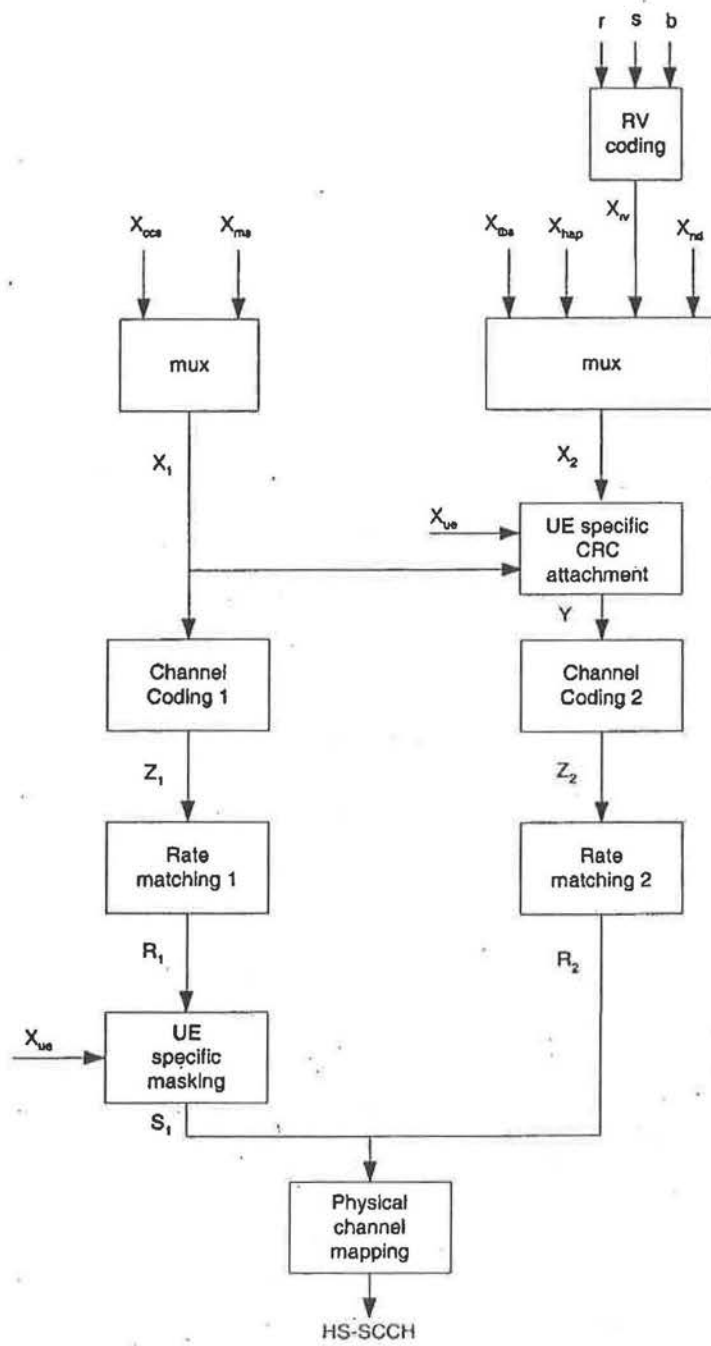 r s b
RV
coding
X_ccs X_ms
X_tbs X_hap X_rv X_nd
mux
mux
X_1
X_2
X_ue
UE specific
CRC
attachment
Y
Channel
Coding 1
Channel
Coding 2
Z_1
Z_2
Rate
matching 1
Rate
matching 2
R_1
R_2
X_ue
UE
specific
masking
S_1
Physical
channel
mapping
HS-SCCH